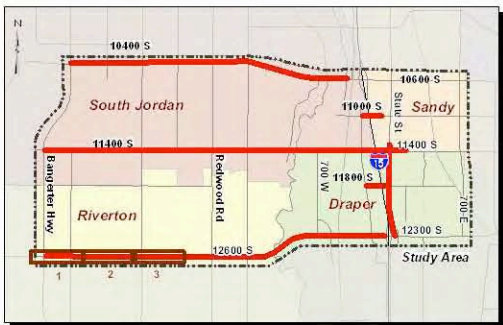 N
10400 S
10600 S
South Jordan
11000 S
State St
Sandy
11400 S
11400 S
15
Bangerter Hwy
Redwood Rd
700 W
11800 S
Draper
700 E
Riverton
12600 S
12300 S
Study Area
1
2
3